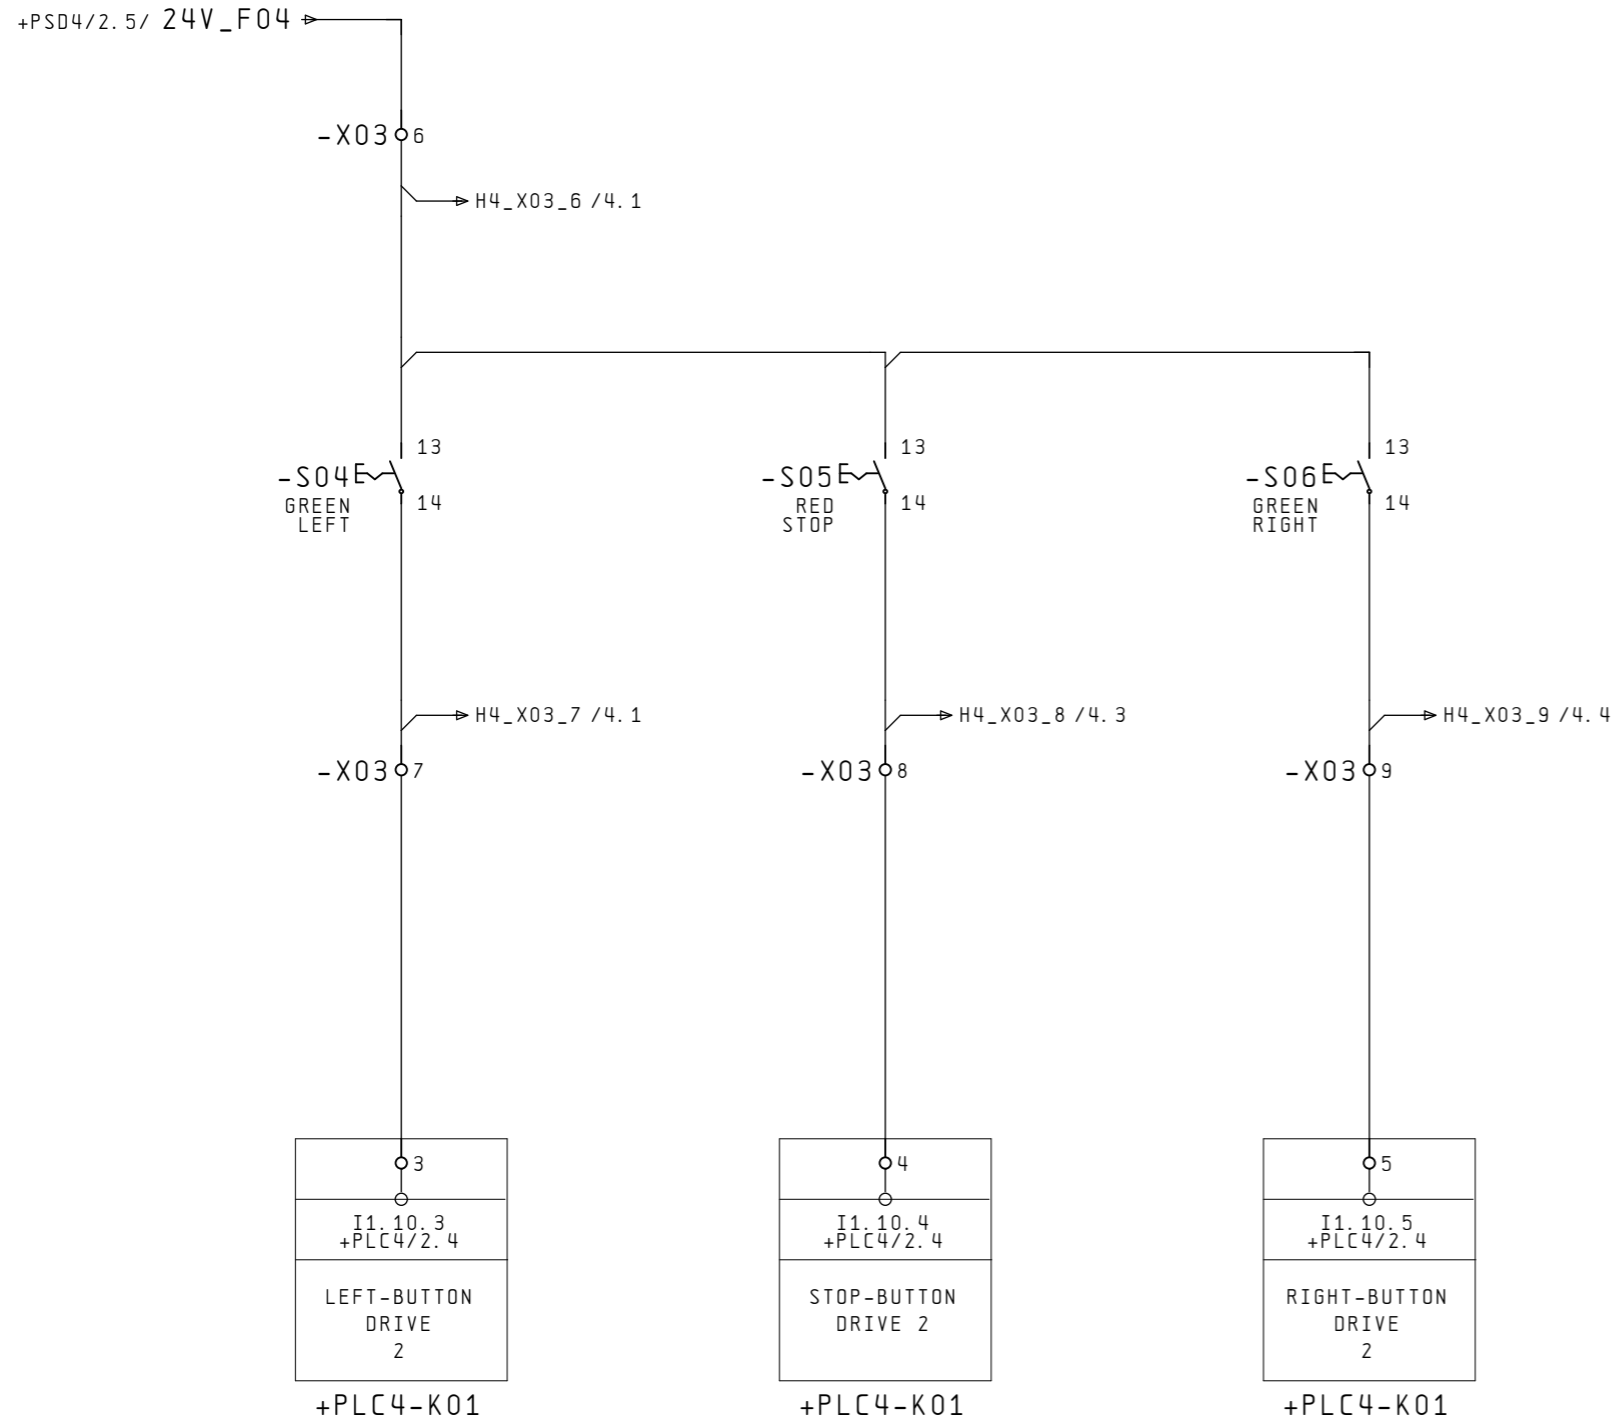 +PSD4/2.5/ 24V_F04
-X03 6
H4_X03_6 /4.1
13 13 13
-S04 -S05 -S06
14 14 14
GREEN RED GREEN
LEFT STOP RIGHT
H4_X03_7 /4.1 H4_X03_8 /4.3 H4_X03_9 /4.4
-X03 7 -X03 8 -X03 9
3 4 5
I1.10.3 I1.10.4 I1.10.5
+PLC4/2.4 +PLC4/2.4 +PLC4/2.4
LEFT-BUTTON STOP-BUTTON RIGHT-BUTTON
DRIVE DRIVE 2 DRIVE
2 2
+PLC4-K01 +PLC4-K01 +PLC4-K01